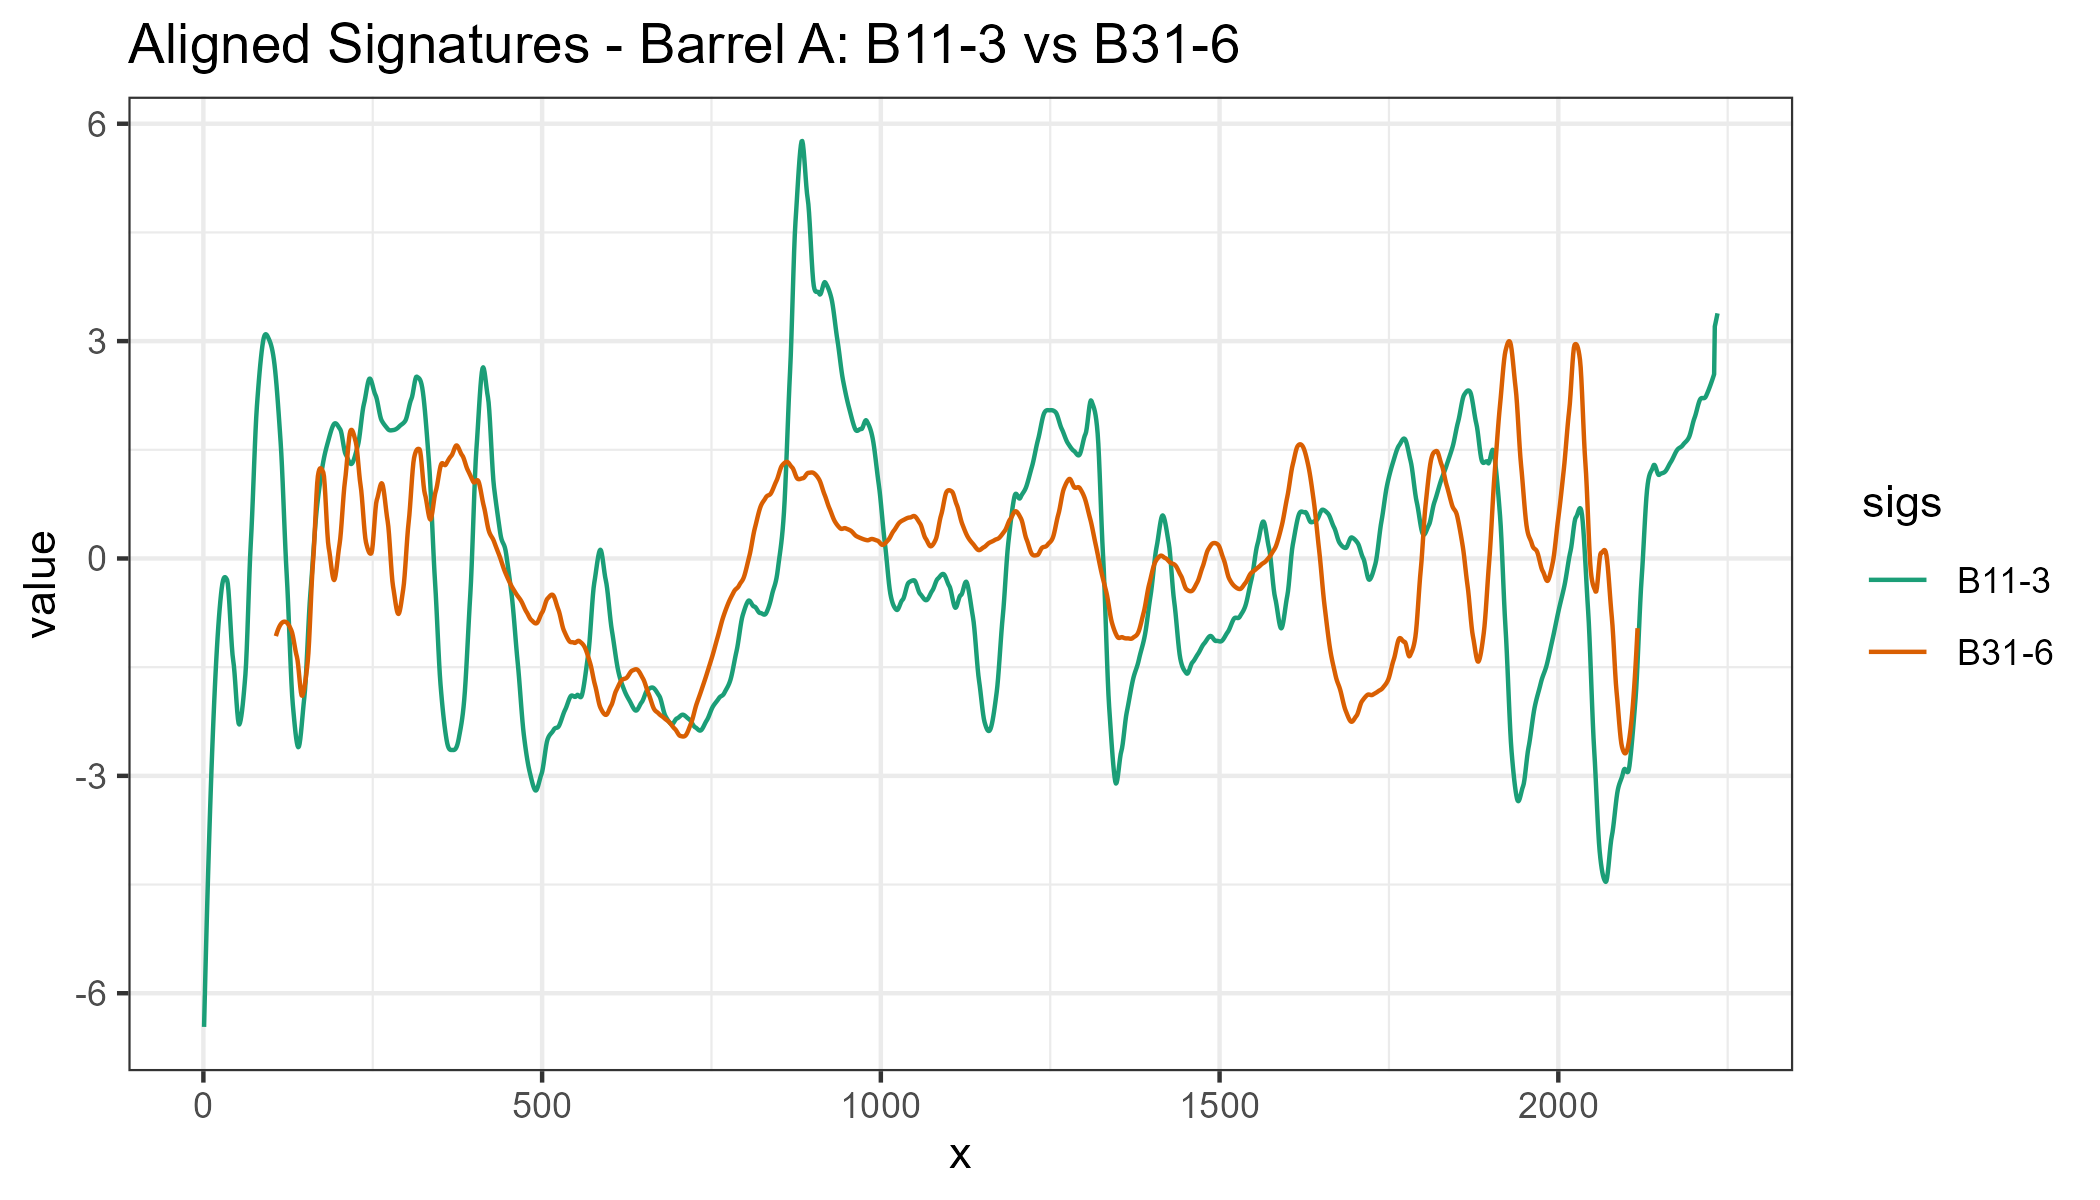 Aligned Signatures - Barrel A: B11-3 vs B31-6
6
3
0
-3
-6
value
0 500 1000 1500 2000
x
sigs
B11-3
B31-6